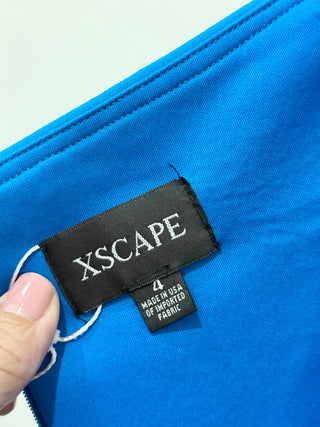 XSCAPE
4
MADE IN USA
OF IMPORTED
FABRIC